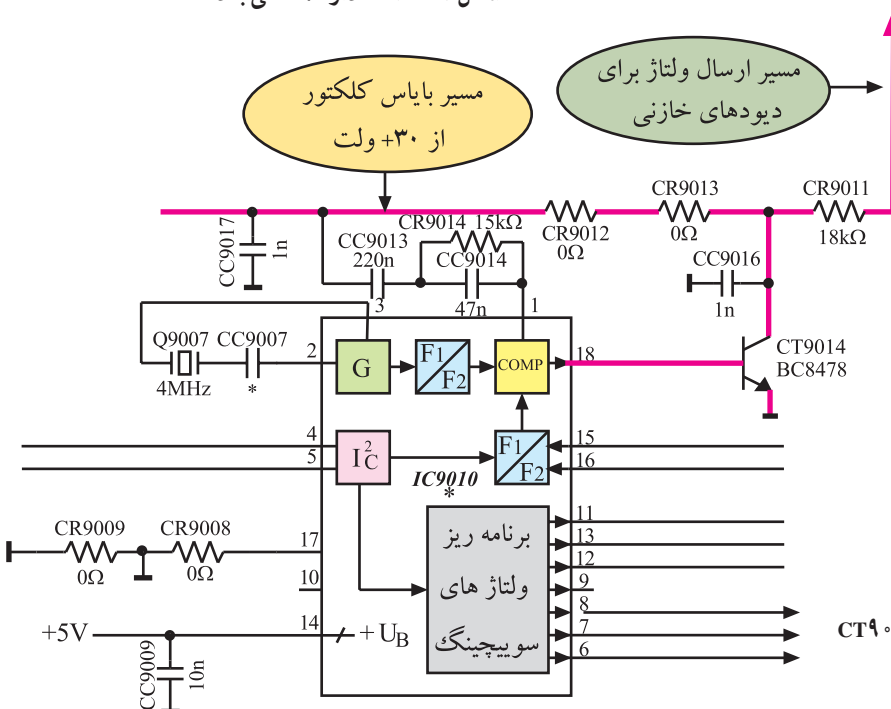 مسیر ارسال ولتاژ برای
دیودهای خازنی
مسیر بایاس کلکتور
از ۳۰+ ولت
CR9013
0Ω
CR9011
18kΩ
CR9012
0Ω
CR9014 15kΩ
CC9013
220n
CC9014
47n
CC9017
1n
CC9016
1n
3
1
Q9007
4MHz
CC9007
*
2
G
F1
F2
COMP
18
CT9014
BC8478
4
5
I²C
F1
F2
15
16
IC9010
*
CR9009
0Ω
CR9008
0Ω
17
10
برنامه ریز
ولتاژ های
سوییچینگ
11
13
12
9
8
7
6
+5V
14
+UB
CC9009
10n
CT۹۰